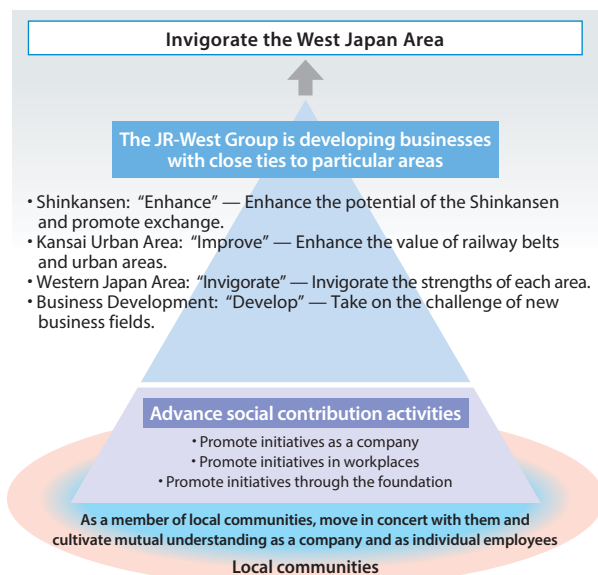 Invigorate the West Japan Area
The JR-West Group is developing businesses
with close ties to particular areas
• Shinkansen: “Enhance” — Enhance the potential of the Shinkansen
and promote exchange.
• Kansai Urban Area: “Improve” — Enhance the value of railway belts
and urban areas.
• Western Japan Area: “Invigorate” — Invigorate the strengths of each area.
• Business Development: “Develop” — Take on the challenge of new
business fields.
Advance social contribution activities
• Promote initiatives as a company
• Promote initiatives in workplaces
• Promote initiatives through the foundation
As a member of local communities, move in concert with them and
cultivate mutual understanding as a company and as individual employees
Local communities